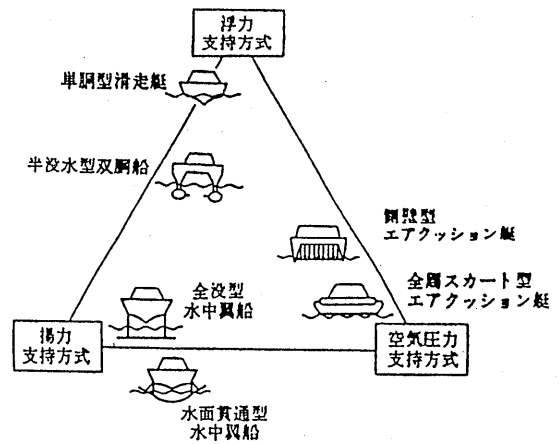 浮力
支持方式
単胴型滑走艇
半没水型双胴船
側壁型
エアクッション艇
全没型
水中翼船
全周スカート型
エアクッション艇
揚力
支持方式
空気圧力
支持方式
水面貫通型
水中翼船